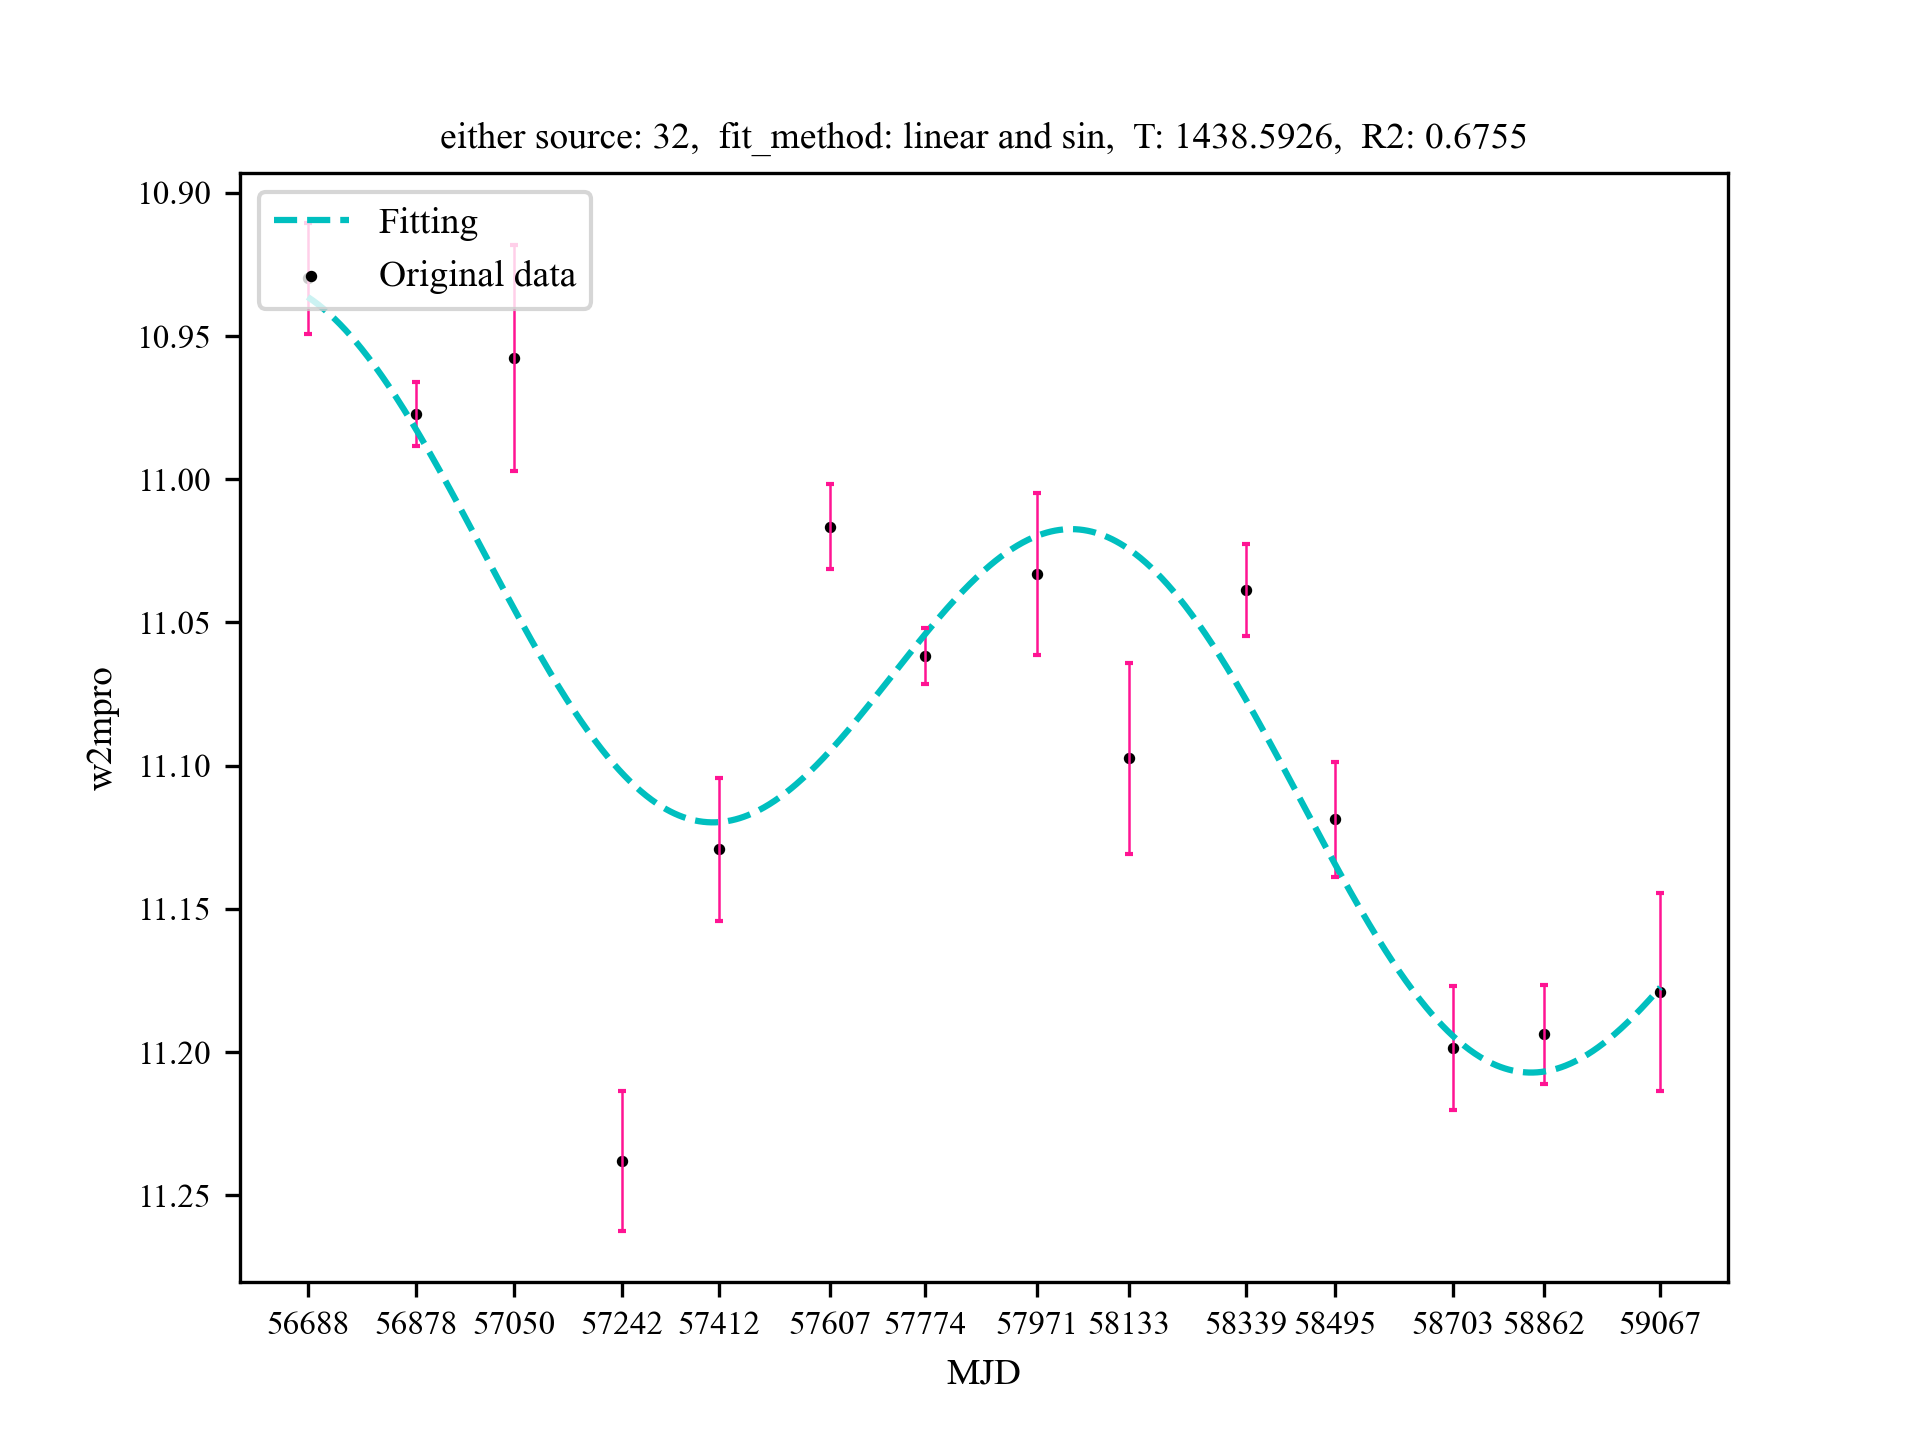 either source: 32,  fit_method: linear and sin,  T: 1438.5926,  R2: 0.6755
Fitting
Original data
10.90
10.95
11.00
11.05
11.10
11.15
11.20
11.25
w2mpro
56688 56878 57050 57242 57412 57607 57774 57971 58133 58339 58495 58703 58862 59067
MJD